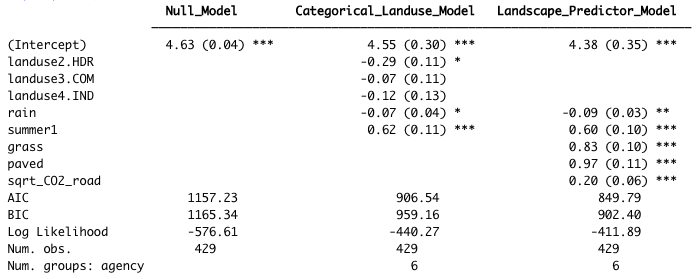 Null_Model Categorical_Landuse_Model Landscape_Predictor_Model
(Intercept) 4.63 (0.04) *** 4.55 (0.30) *** 4.38 (0.35) ***
landuse2.HDR -0.29 (0.11) *
landuse3.COM -0.07 (0.11)
landuse4.IND -0.12 (0.13)
rain -0.07 (0.04) * -0.09 (0.03) **
summer1 0.62 (0.11) *** 0.60 (0.10) ***
grass 0.83 (0.10) ***
paved 0.97 (0.11) ***
sqrt_CO2_road 0.20 (0.06) ***
AIC 1157.23 906.54 849.79
BIC 1165.34 959.16 902.40
Log Likelihood -576.61 -440.27 -411.89
Num. obs. 429 429 429
Num. groups: agency 6 6